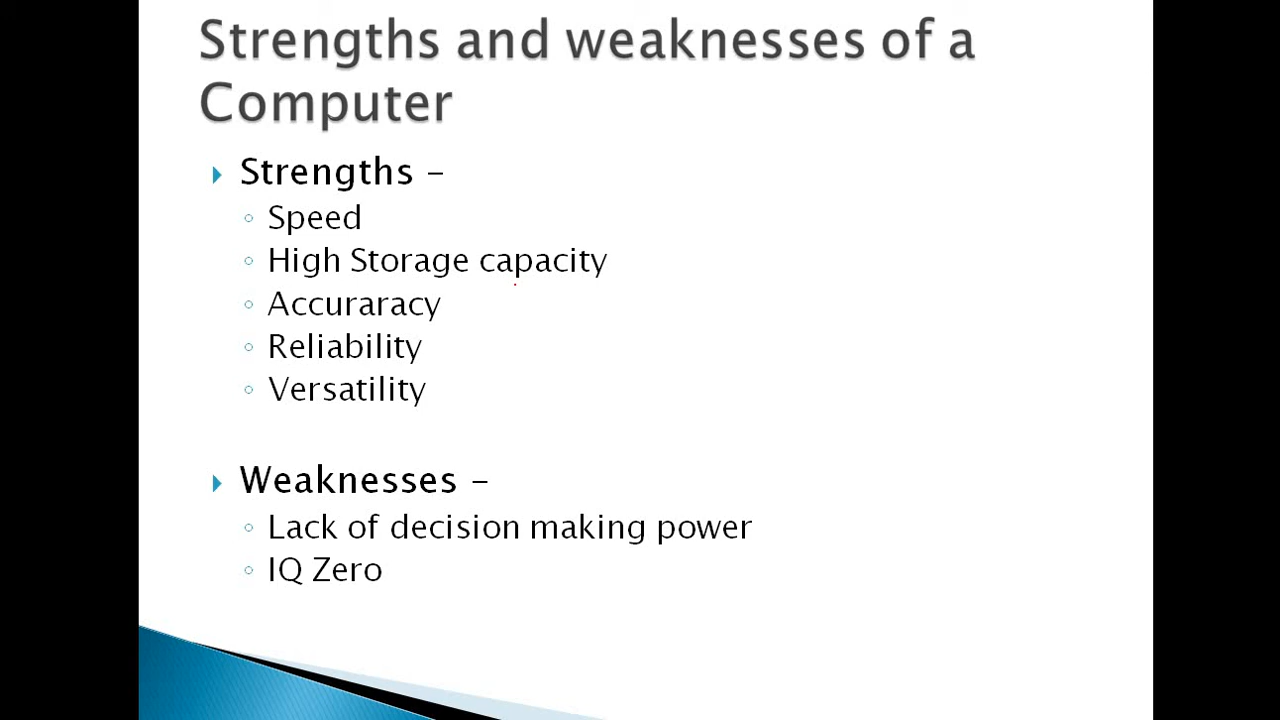 Strengths and weaknesses of a
Computer
Strengths –
Speed
High Storage capacity
Accuraracy
Reliability
Versatility
Weaknesses –
Lack of decision making power
IQ Zero